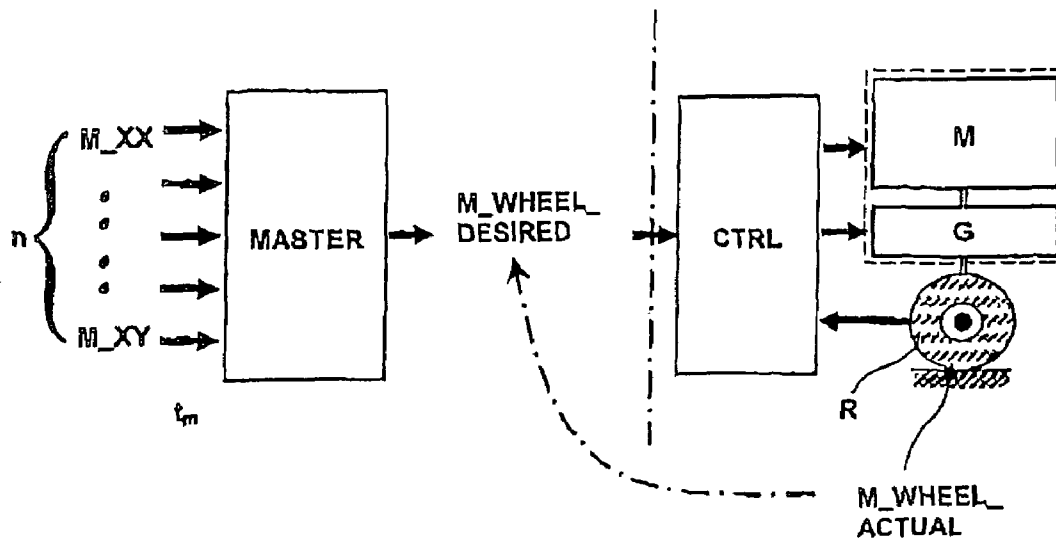 M_XX
n
M_XY
t_m
MASTER
M_WHEEL_
DESIRED
CTRL
M
G
R
M_WHEEL_
ACTUAL